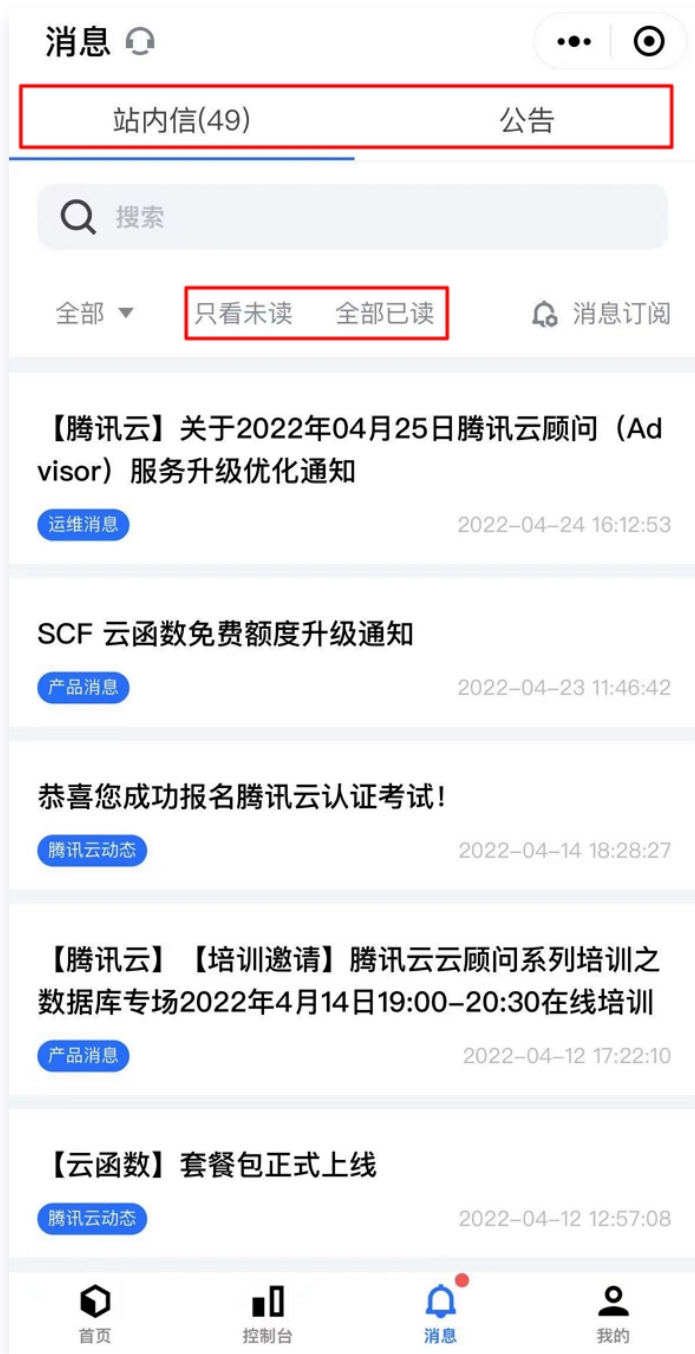 消息
站内信(49) 公告
搜索
全部 只看未读 全部已读 消息订阅
【腾讯云】关于2022年04月25日腾讯云顾问（Ad
visor）服务升级优化通知
运维消息 2022-04-24 16:12:53
SCF 云函数免费额度升级通知
产品消息 2022-04-23 11:46:42
恭喜您成功报名腾讯云认证考试！
腾讯云动态 2022-04-14 18:28:27
【腾讯云】【培训邀请】腾讯云云顾问系列培训之
数据库专场2022年4月14日19:00-20:30在线培训
产品消息 2022-04-12 17:22:10
【云函数】套餐包正式上线
腾讯云动态 2022-04-12 12:57:08
首页 控制台 消息 我的